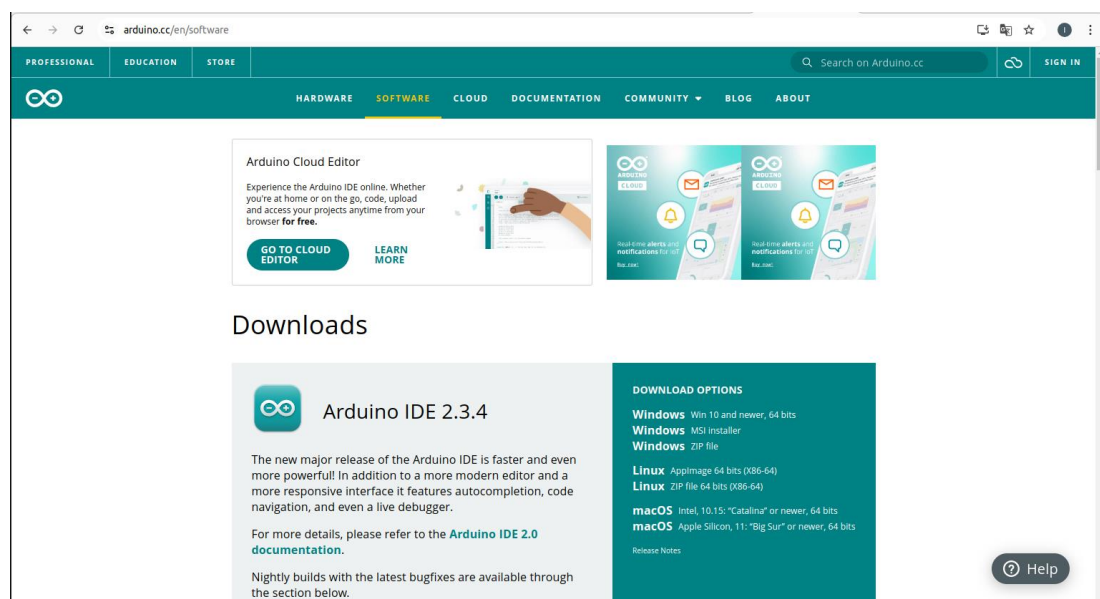 arduino.cc/en/software
PROFESSIONAL EDUCATION STORE
Search on Arduino.cc
SIGN IN
HARDWARE SOFTWARE CLOUD DOCUMENTATION COMMUNITY BLOG ABOUT
Arduino Cloud Editor
Experience the Arduino IDE online. Whether
you're at home or on the go, code, upload
and access your projects anytime from your
browser for free.
GO TO CLOUD
EDITOR
LEARN
MORE
ARDUINO
CLOUD
Real-time alerts and
notifications for IoT
Buy now!
ARDUINO
CLOUD
Real-time alerts and
notifications for IoT
Buy now!
Downloads
Arduino IDE 2.3.4
The new major release of the Arduino IDE is faster and even
more powerful! In addition to a more modern editor and a
more responsive interface it features autocompletion, code
navigation, and even a live debugger.
For more details, please refer to the Arduino IDE 2.0
documentation.
Nightly builds with the latest bugfixes are available through
the section below.
DOWNLOAD OPTIONS
Windows Win 10 and newer, 64 bits
Windows MSI installer
Windows ZIP file
Linux AppImage 64 bits (X86-64)
Linux ZIP file 64 bits (X86-64)
macOS Intel, 10.15: “Catalina” or newer, 64 bits
macOS Apple Silicon, 11: “Big Sur” or newer, 64 bits
Release Notes
Help